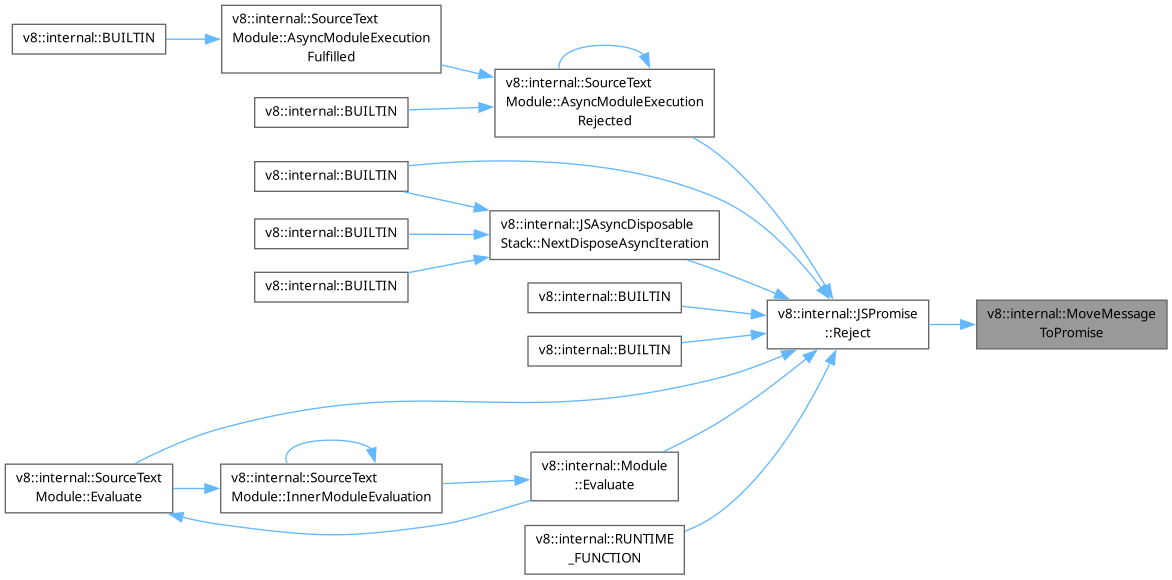 v8::internal::BUILTIN
v8::internal::SourceText
Module::AsyncModuleExecution
Fulfilled
v8::internal::SourceText
Module::AsyncModuleExecution
Rejected
v8::internal::BUILTIN
v8::internal::BUILTIN
v8::internal::JSAsyncDisposable
Stack::NextDisposeAsyncIteration
v8::internal::BUILTIN
v8::internal::BUILTIN
v8::internal::BUILTIN
v8::internal::JSPromise
::Reject
v8::internal::MoveMessage
ToPromise
v8::internal::BUILTIN
v8::internal::SourceText
Module::Evaluate
v8::internal::SourceText
Module::InnerModuleEvaluation
v8::internal::Module
::Evaluate
v8::internal::RUNTIME
_FUNCTION